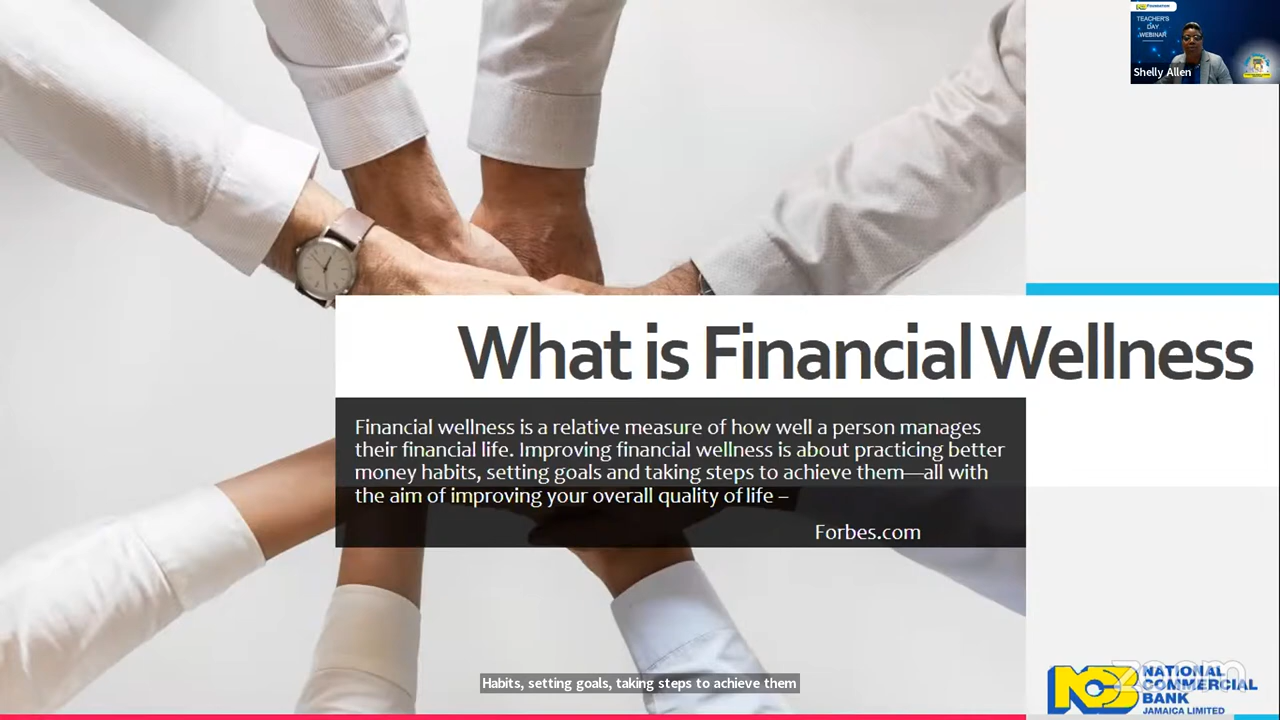 FOUNDATION
TEACHER'S
DAY
WEBINAR
Shelly Allen
What is Financial Wellness
Financial wellness is a relative measure of how well a person manages
their financial life. Improving financial wellness is about practicing better
money habits, setting goals and taking steps to achieve them—all with
the aim of improving your overall quality of life –
Forbes.com
Habits, setting goals, taking steps to achieve them
NCB
NATIONAL
COMMERCIAL
BANK
JAMAICA LIMITED
zoom